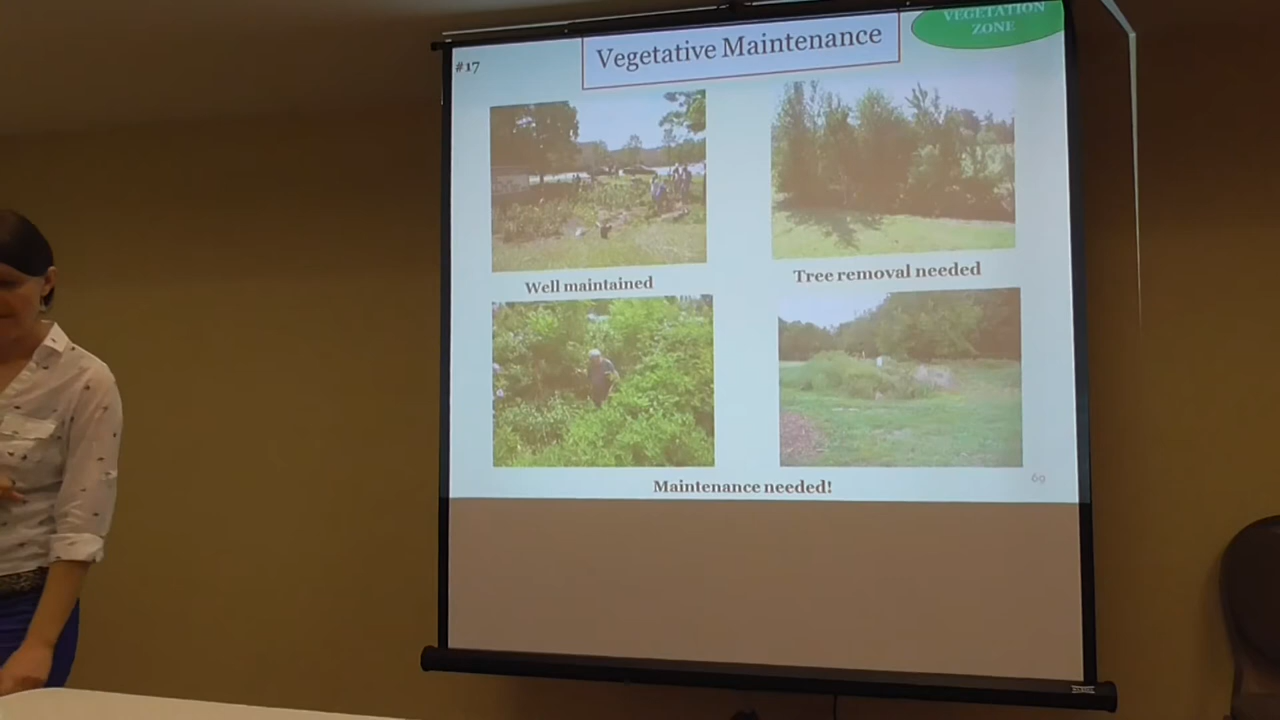 #17
Vegetative Maintenance
VEGETATION
ZONE
Well maintained
Tree removal needed
Maintenance needed!
69